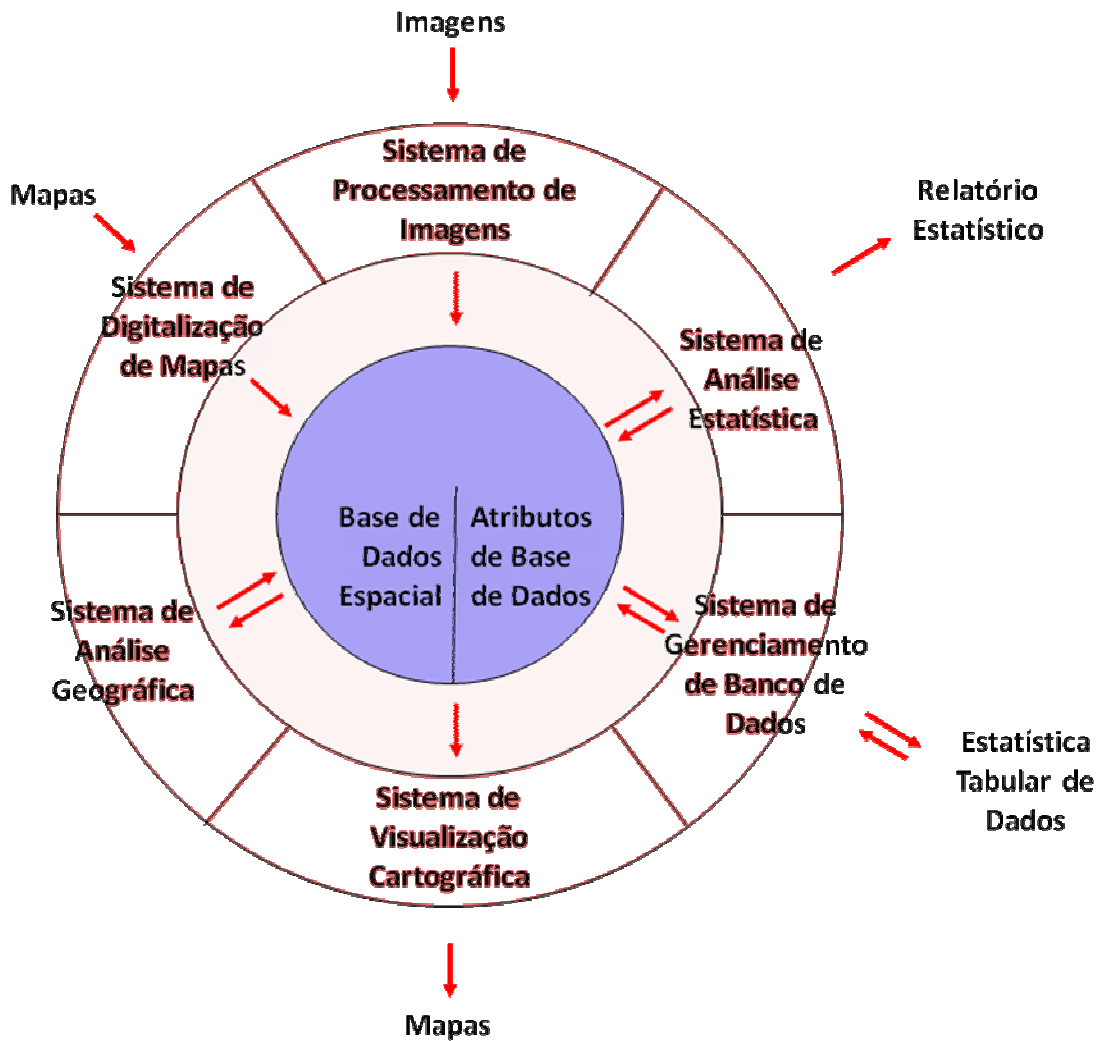 Imagens
Sistema de
Processamento de
Imagens
Mapas
Relatório
Estatístico
Sistema de
Digitalização
de Mapas
Sistema de
Análise
Estatística
Base de
Dados
Espacial
Atributos
de Base
de Dados
Sistema de
Análise
Geográfica
Sistema de
Gerenciamento
de Banco de
Dados
Estatística
Tabular de
Dados
Sistema de
Visualização
Cartográfica
Mapas